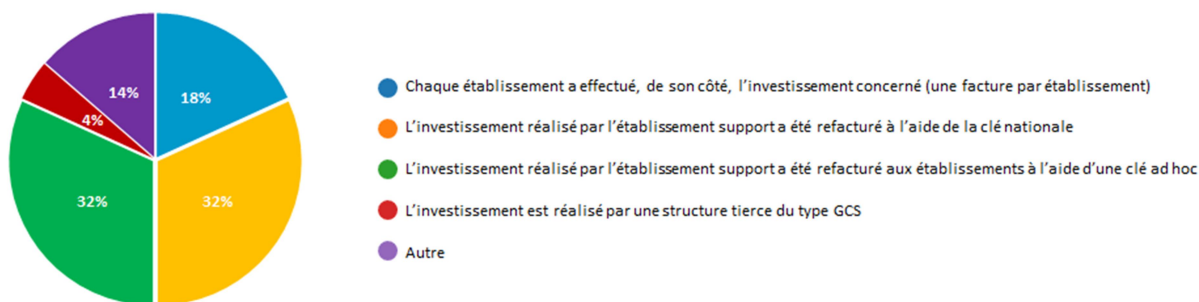 14%
18%
4%
32%
32%
Chaque établissement a effectué, de son côté, l’investissement concerné (une facture par établissement)
L’investissement réalisé par l’établissement support a été refacturé à l’aide de la clé nationale
L’investissement réalisé par l’établissement support a été refacturé aux établissements à l’aide d’une clé ad hoc
L’investissement est réalisé par une structure tierce du type GCS
Autre